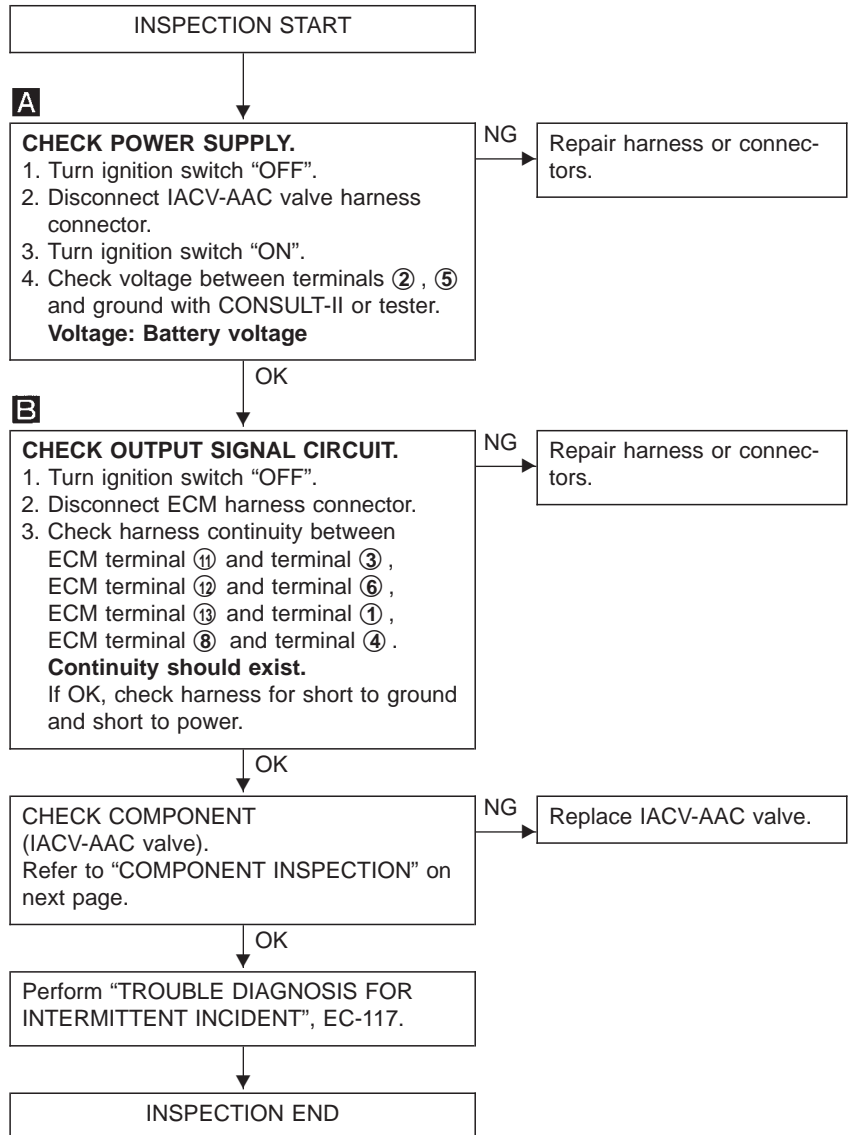 INSPECTION START
A
CHECK POWER SUPPLY.
1. Turn ignition switch “OFF”.
2. Disconnect IACV-AAC valve harness
connector.
3. Turn ignition switch “ON”.
4. Check voltage between terminals ② , ⑤
and ground with CONSULT-II or tester.
Voltage: Battery voltage
NG
Repair harness or connec-
tors.
OK
B
CHECK OUTPUT SIGNAL CIRCUIT.
1. Turn ignition switch “OFF”.
2. Disconnect ECM harness connector.
3. Check harness continuity between
ECM terminal ⑪ and terminal ③ ,
ECM terminal ⑫ and terminal ⑥ ,
ECM terminal ⑬ and terminal ① ,
ECM terminal ⑧ and terminal ④ .
Continuity should exist.
If OK, check harness for short to ground
and short to power.
NG
Repair harness or connec-
tors.
OK
CHECK COMPONENT
(IACV-AAC valve).
Refer to “COMPONENT INSPECTION” on
next page.
NG
Replace IACV-AAC valve.
OK
Perform “TROUBLE DIAGNOSIS FOR
INTERMITTENT INCIDENT”, EC-117.
INSPECTION END